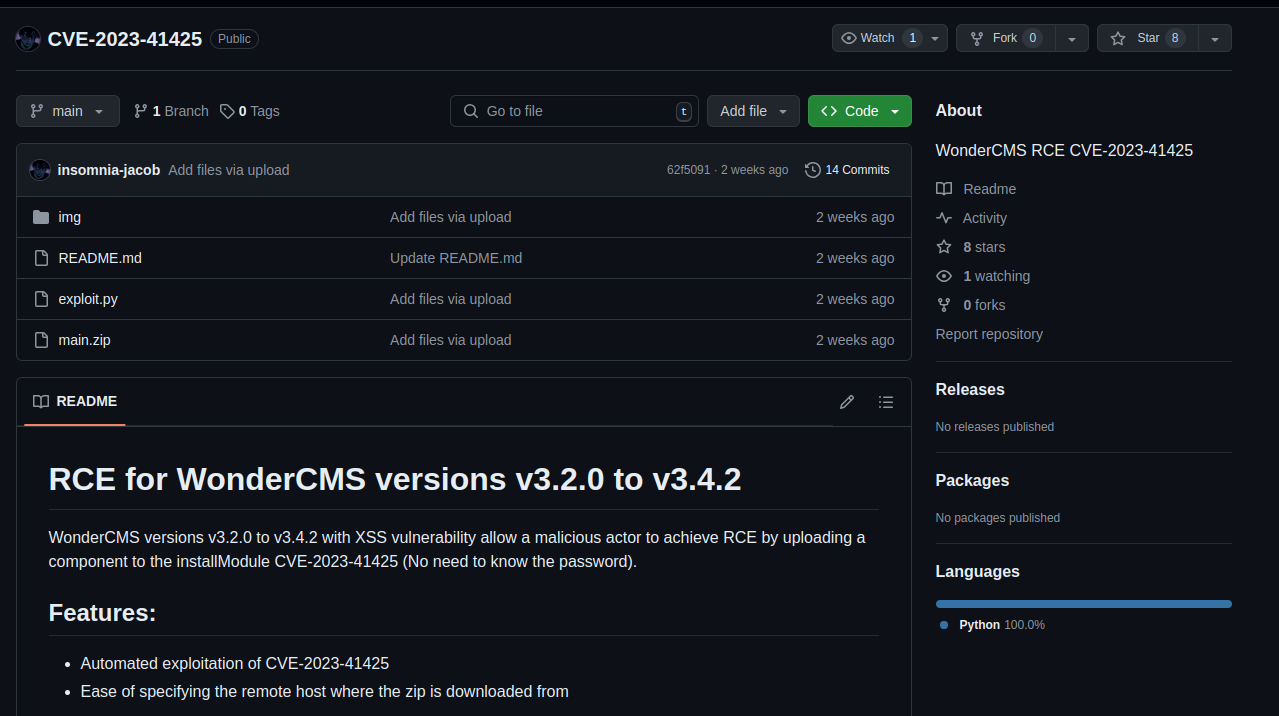 CVE-2023-41425 Public
Watch 1 Fork 0 Star 8
main 1 Branch 0 Tags Go to file t Add file Code
insomnia-jacob Add files via upload 62f5091 · 2 weeks ago 14 Commits
img Add files via upload 2 weeks ago
README.md Update README.md 2 weeks ago
exploit.py Add files via upload 2 weeks ago
main.zip Add files via upload 2 weeks ago
README
RCE for WonderCMS versions v3.2.0 to v3.4.2
WonderCMS versions v3.2.0 to v3.4.2 with XSS vulnerability allow a malicious actor to achieve RCE by uploading a
component to the installModule CVE-2023-41425 (No need to know the password).
Features:
• Automated exploitation of CVE-2023-41425
• Ease of specifying the remote host where the zip is downloaded from
About
WonderCMS RCE CVE-2023-41425
Readme
Activity
8 stars
1 watching
0 forks
Report repository
Releases
No releases published
Packages
No packages published
Languages
Python 100.0%